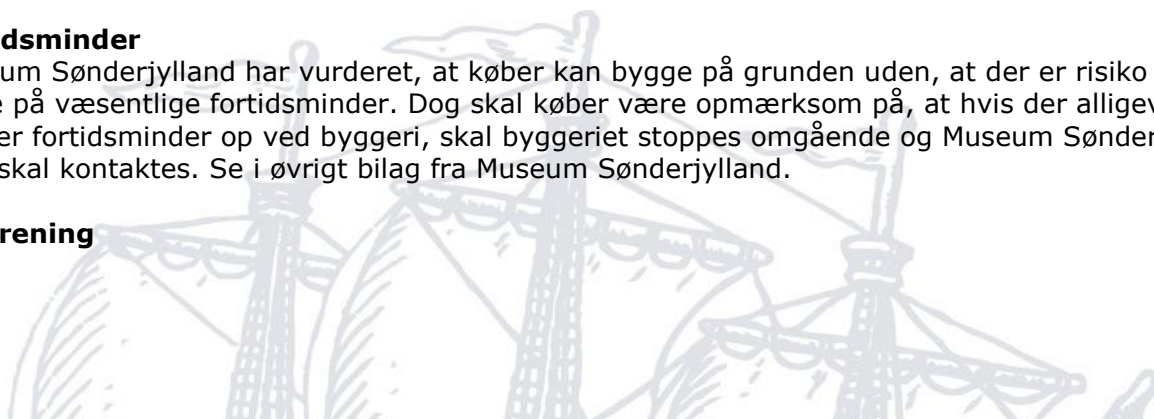 dsminder
um Sønderjylland har vurderet, at køber kan bygge på grunden uden, at der er risiko
e på væsentlige fortidsminder. Dog skal køber være opmærksom på, at hvis der alligev
er fortidsminder op ved byggeri, skal byggeriet stoppes omgående og Museum Sønder
skal kontaktes. Se i øvrigt bilag fra Museum Sønderjylland.
rening